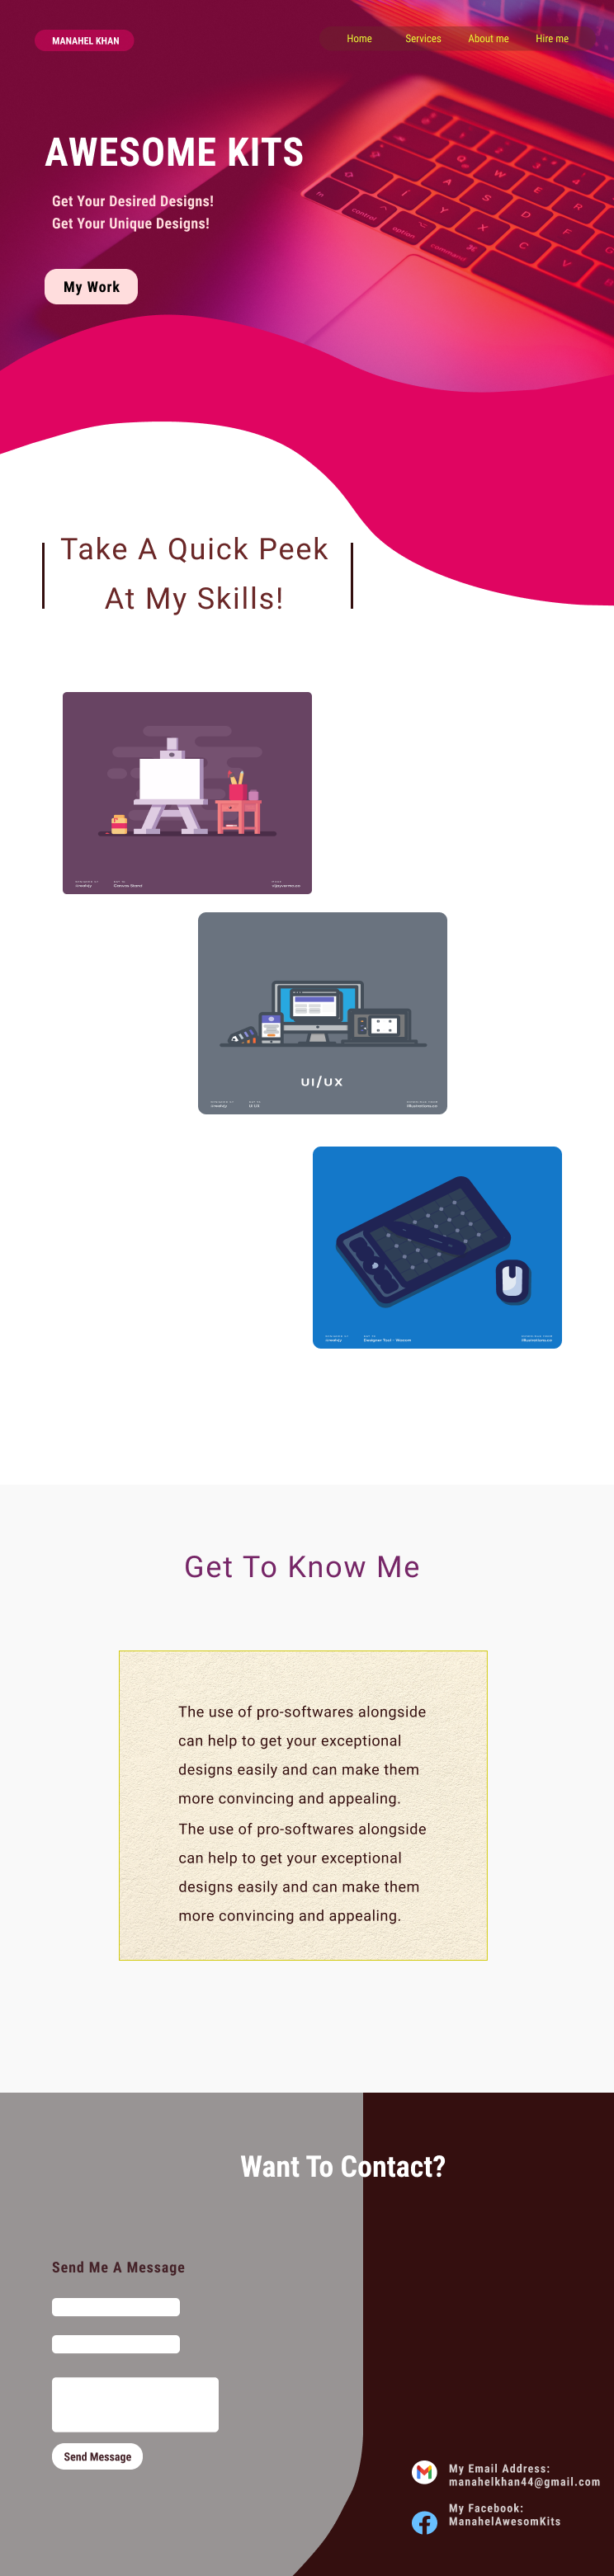 MANAHEL KHAN
Home Services About me Hire me
AWESOME KITS
Get Your Desired Designs!
Get Your Unique Designs!
My Work
Take A Quick Peek
At My Skills!
UI/UX
Get To Know Me
The use of pro-softwares alongside
can help to get your exceptional
designs easily and can make them
more convincing and appealing.
The use of pro-softwares alongside
can help to get your exceptional
designs easily and can make them
more convincing and appealing.
Want To Contact?
Send Me A Message
Send Message
My Email Address:
manahelkhan44@gmail.com
My Facebook:
ManahelAwesomKits